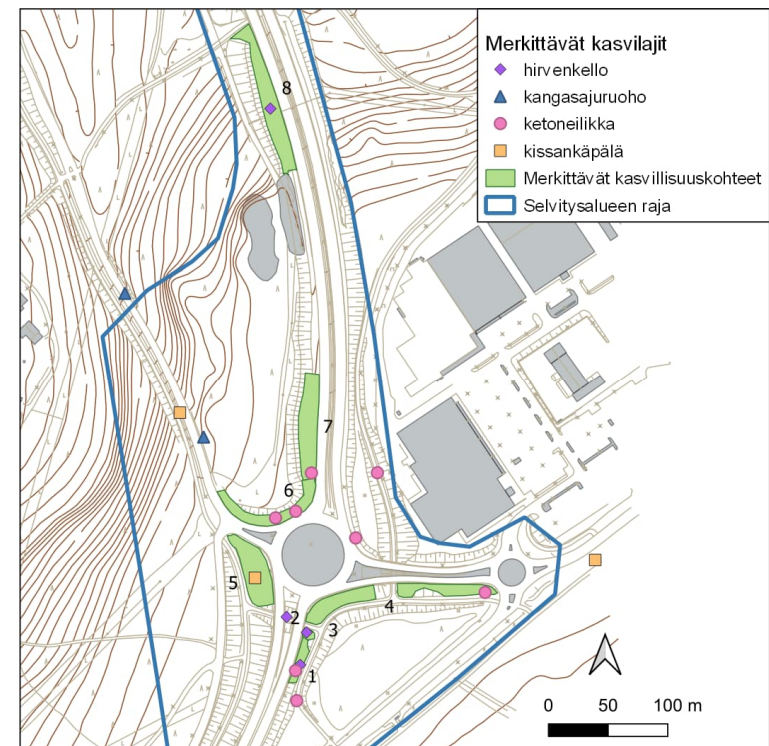 Merkittävät kasvilajit
hirvenkello
kangasajuruoho
ketoneilikka
kissankäpälä
Merkittävät kasvillisuuskohteet
Selvitysalueen raja
8
7
6
5
4
2
3
1
0 50 100 m